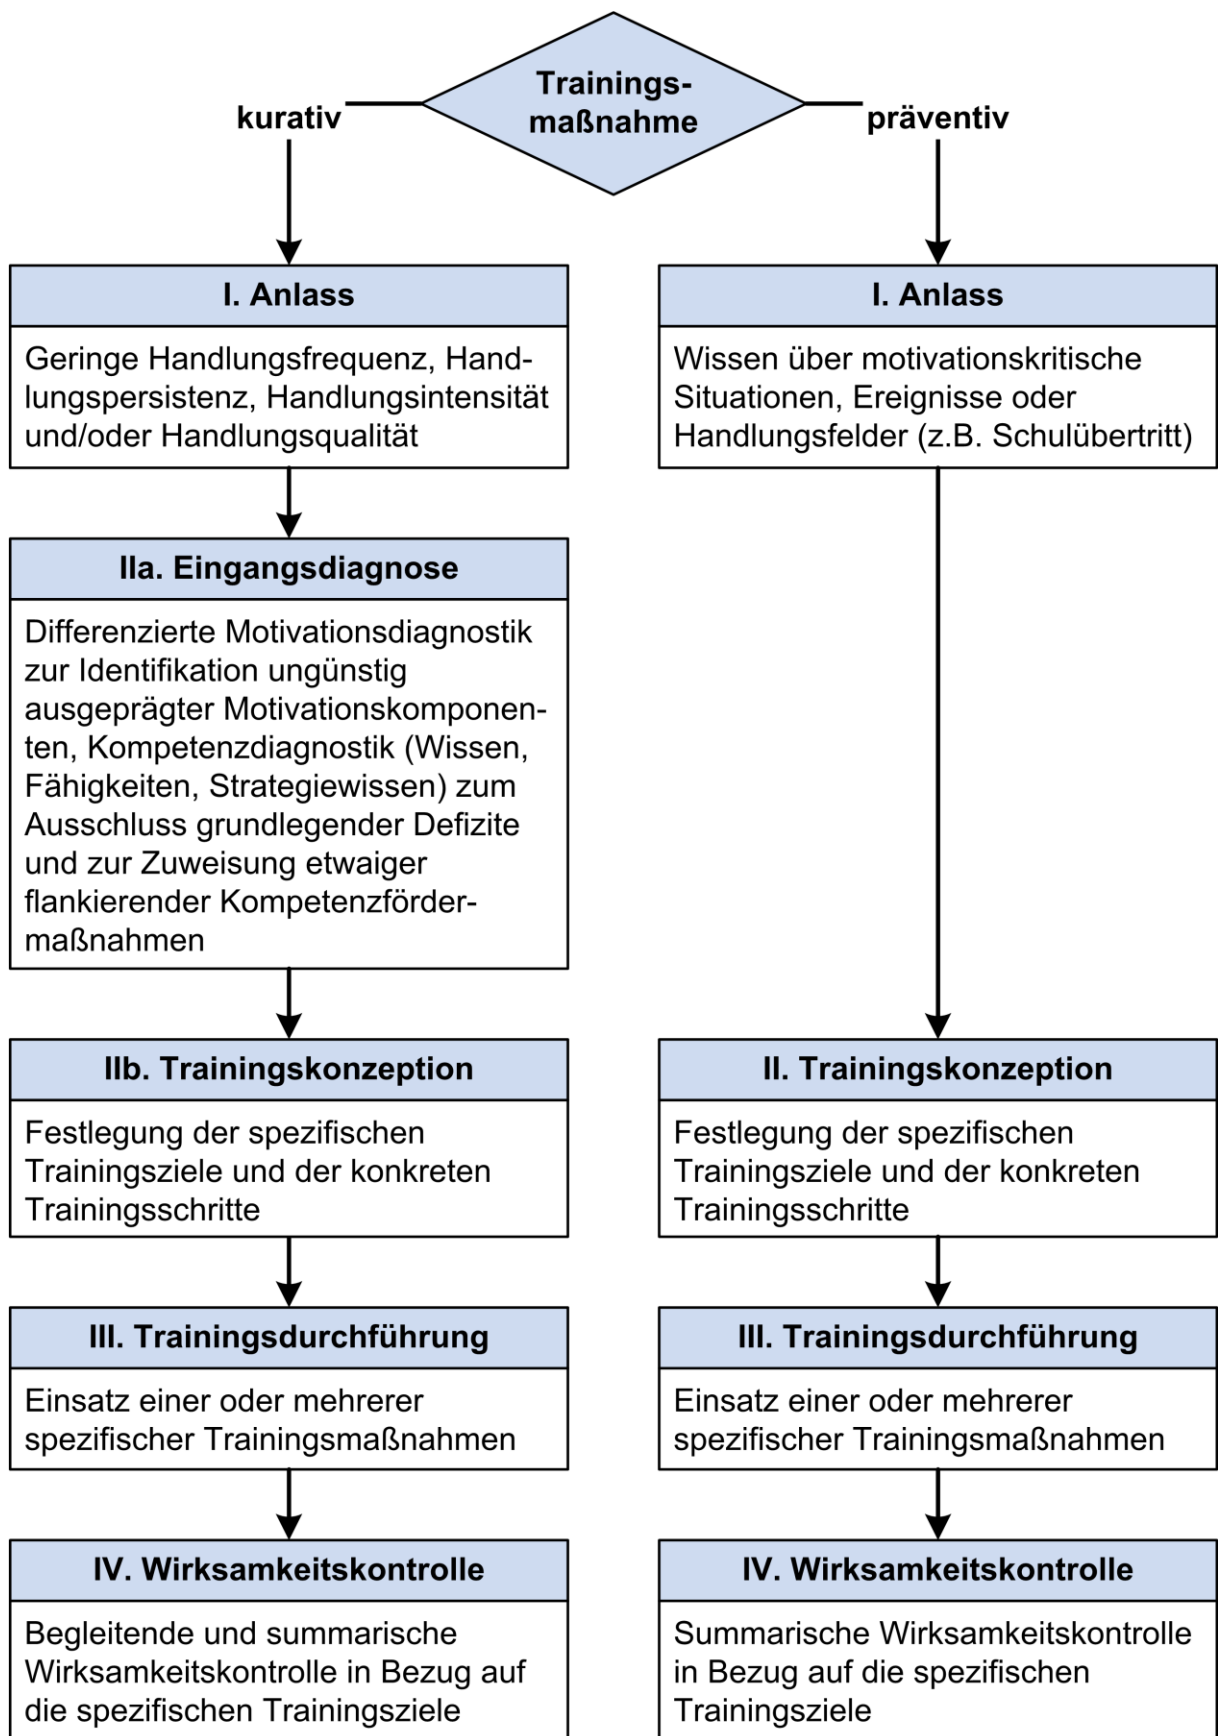 Trainings-
maßnahme
kurativ
präventiv
I. Anlass
Geringe Handlungsfrequenz, Hand-
lungspersistenz, Handlungsintensität
und/oder Handlungsqualität
IIa. Eingangsdiagnose
Differenzierte Motivationsdiagnostik
zur Identifikation ungünstig
ausgeprägter Motivationskomponen-
ten, Kompetenzdiagnostik (Wissen,
Fähigkeiten, Strategiewissen) zum
Ausschluss grundlegender Defizite
und zur Zuweisung etwaiger
flankierender Kompetenzförder-
maßnahmen
IIb. Trainingskonzeption
Festlegung der spezifischen
Trainingsziele und der konkreten
Trainingsschritte
III. Trainingsdurchführung
Einsatz einer oder mehrerer
spezifischer Trainingsmaßnahmen
IV. Wirksamkeitskontrolle
Begleitende und summarische
Wirksamkeitskontrolle in Bezug auf
die spezifischen Trainingsziele
I. Anlass
Wissen über motivationskritische
Situationen, Ereignisse oder
Handlungsfelder (z.B. Schulübertritt)
II. Trainingskonzeption
Festlegung der spezifischen
Trainingsziele und der konkreten
Trainingsschritte
III. Trainingsdurchführung
Einsatz einer oder mehrerer
spezifischer Trainingsmaßnahmen
IV. Wirksamkeitskontrolle
Summarische Wirksamkeitskontrolle
in Bezug auf die spezifischen
Trainingsziele